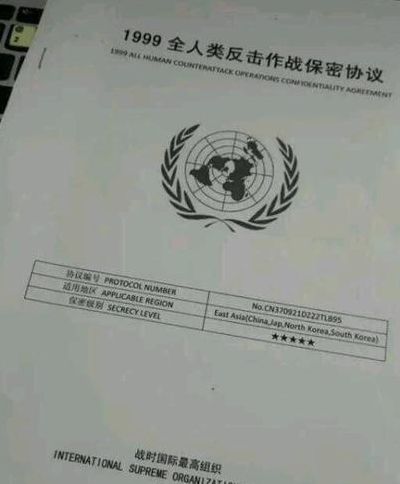 @
2
1999 全人类反击作战保密协议
1999 ALL HUMAN COUNTERATTACK OPERATIONS CONFIDENTIALITY AGREEMENT
协议编号 PROTOCOL NUMBER No.CN3709210222TLB95
适用地区 APPLICABLE REGION East Asia(China,Jap,North Korea,South Korea)
保密级别 SECRECY LEVEL ★★★★★
战时国际最高组织
INTERNATIONAL SUPREME